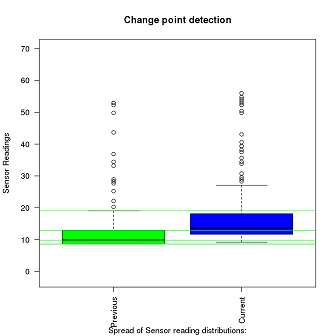 Change point detection
Sensor Readings
70
60
50
40
30
20
10
0
Previous
Current
Spread of Sensor reading distributions: